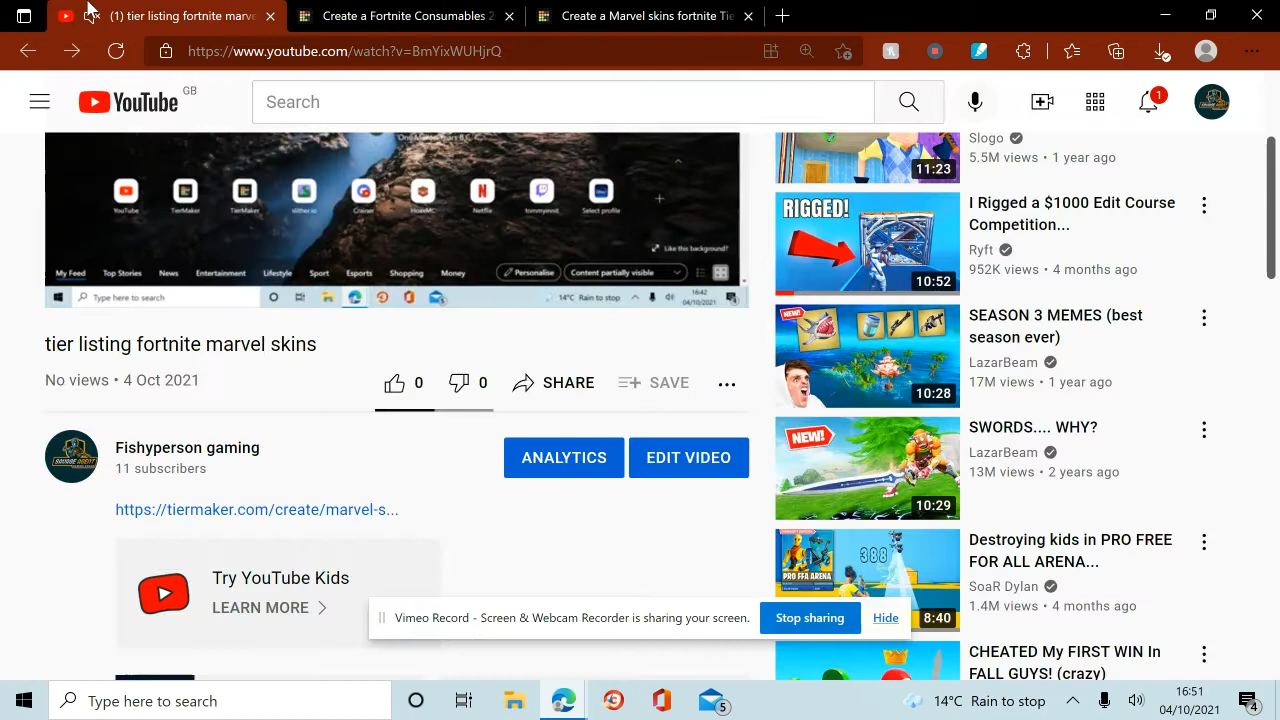 (1) tier listing fortnite marve
Create a Fortnite Consumables 2
Create a Marvel skins fortnite Tie
https://www.youtube.com/watch?v=BmYixWUHjrQ
YouTube GB
Search
1
YouTube TierMaker TierMaker slither.io Crainer HoxxMC Netflix tommyinnit Select profile
Like this background?
My Feed Top Stories News Entertainment Lifestyle Sport Esports Shopping Money Personalise Content partially visible
Type here to search 14°C Rain to stop 16:42
04/10/2021
tier listing fortnite marvel skins
No views • 4 Oct 2021
0 0 SHARE SAVE
Fishyperson gaming
11 subscribers
ANALYTICS EDIT VIDEO
https://tiermaker.com/create/marvel-s...
Try YouTube Kids
LEARN MORE
Slogo
5.5M views • 1 year ago
11:23
RIGGED!
10:52
I Rigged a $1000 Edit Course
Competition...
Ryft
952K views • 4 months ago
NEW!
10:28
SEASON 3 MEMES (best
season ever)
LazarBeam
17M views • 1 year ago
NEW!
10:29
SWORDS.... WHY?
LazarBeam
13M views • 2 years ago
PRO FFA
ARENA
388
8:40
Destroying kids in PRO FREE
FOR ALL ARENA...
SoaR Dylan
1.4M views • 4 months ago
CHEATED My FIRST WIN In
FALL GUYS! (crazy)
Vimeo Record - Screen & Webcam Recorder is sharing your screen. Stop sharing Hide
Type here to search
5
14°C Rain to stop
16:51
04/10/2021
4